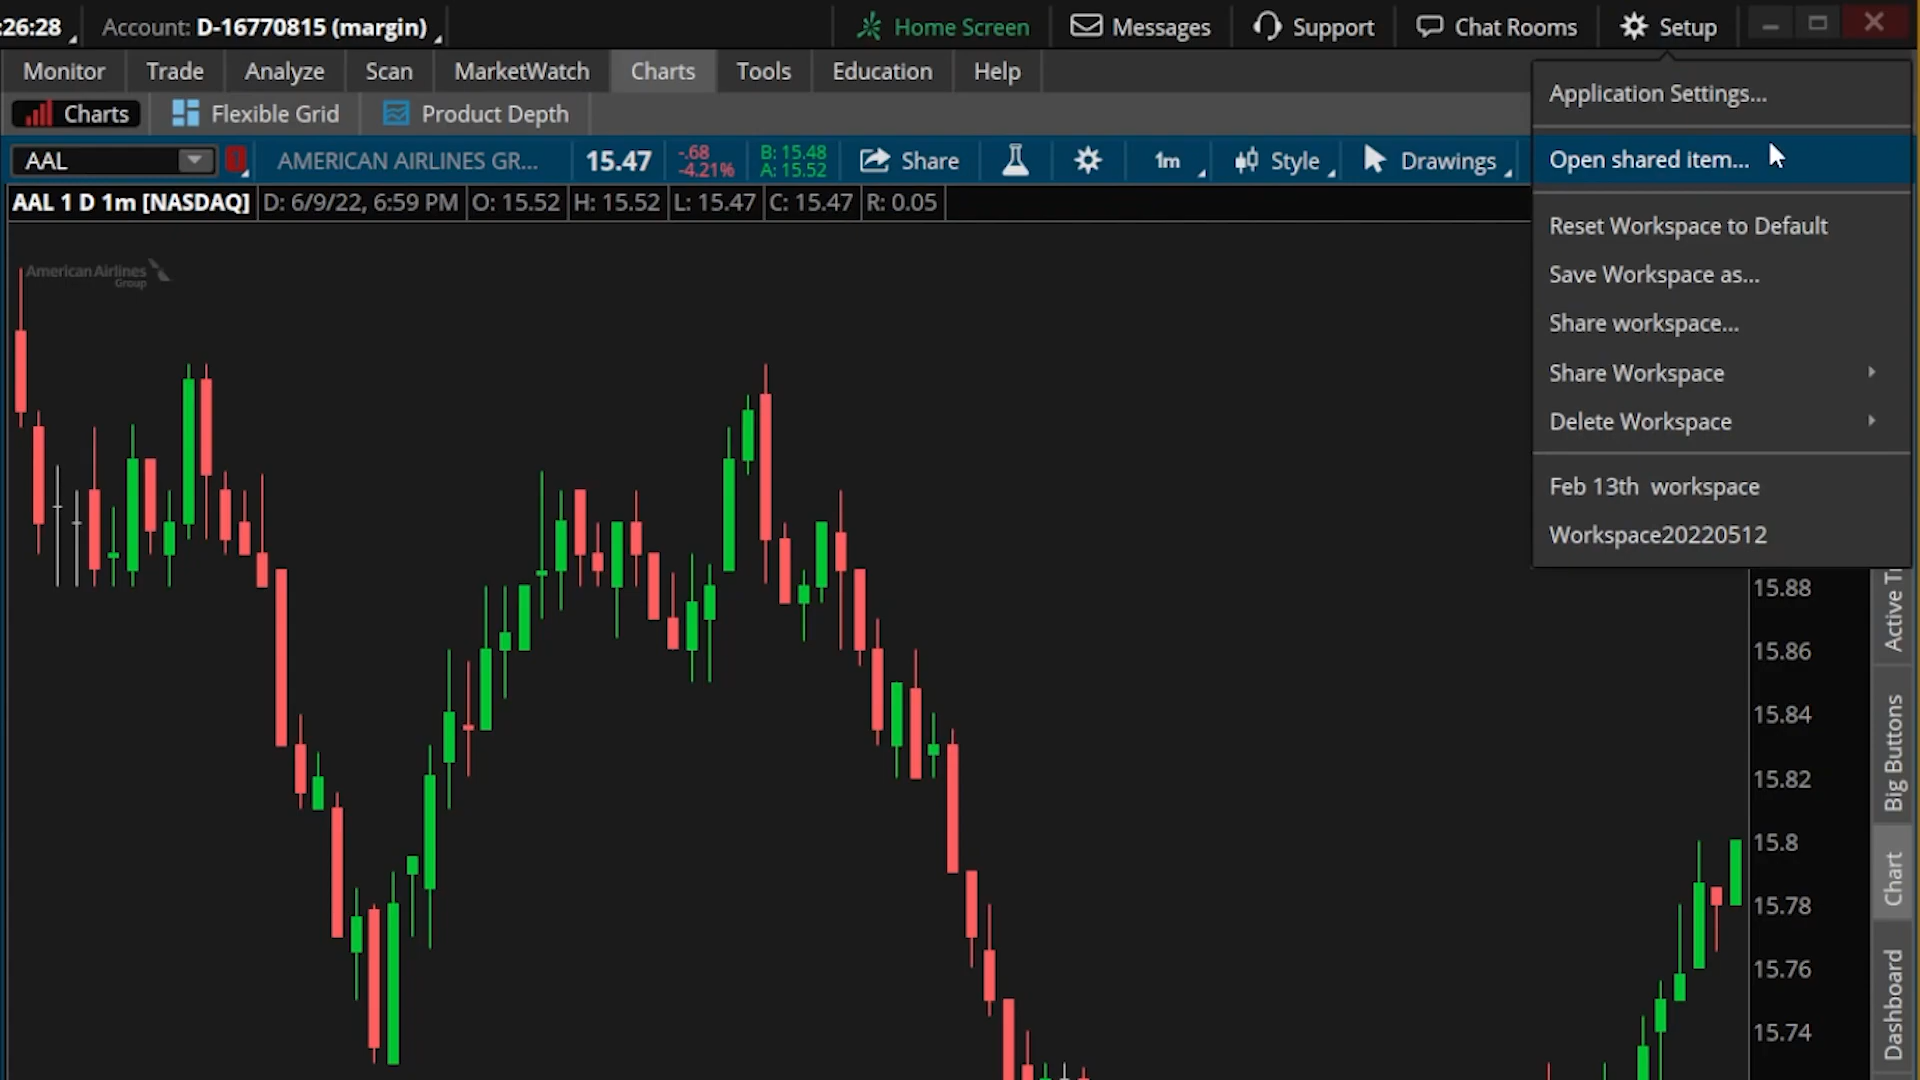 :26:28 Account: D-16770815 (margin) Home Screen Messages Support Chat Rooms Setup
Monitor Trade Analyze Scan MarketWatch Charts Tools Education Help
Charts Flexible Grid Product Depth
AAL AMERICAN AIRLINES GR... 15.47 -.68 -4.21% B: 15.48 A: 15.52 Share 1m Style Drawings
AAL 1 D 1m [NASDAQ] D: 6/9/22, 6:59 PM O: 15.52 H: 15.52 L: 15.47 C: 15.47 R: 0.05
American Airlines
Group
Application Settings...
Open shared item...
Reset Workspace to Default
Save Workspace as...
Share workspace...
Share Workspace
Delete Workspace
Feb 13th workspace
Workspace20220512
15.88
15.86
15.84
15.82
15.8
15.78
15.76
15.74
Active T
Big Buttons
Chart
Dashboard